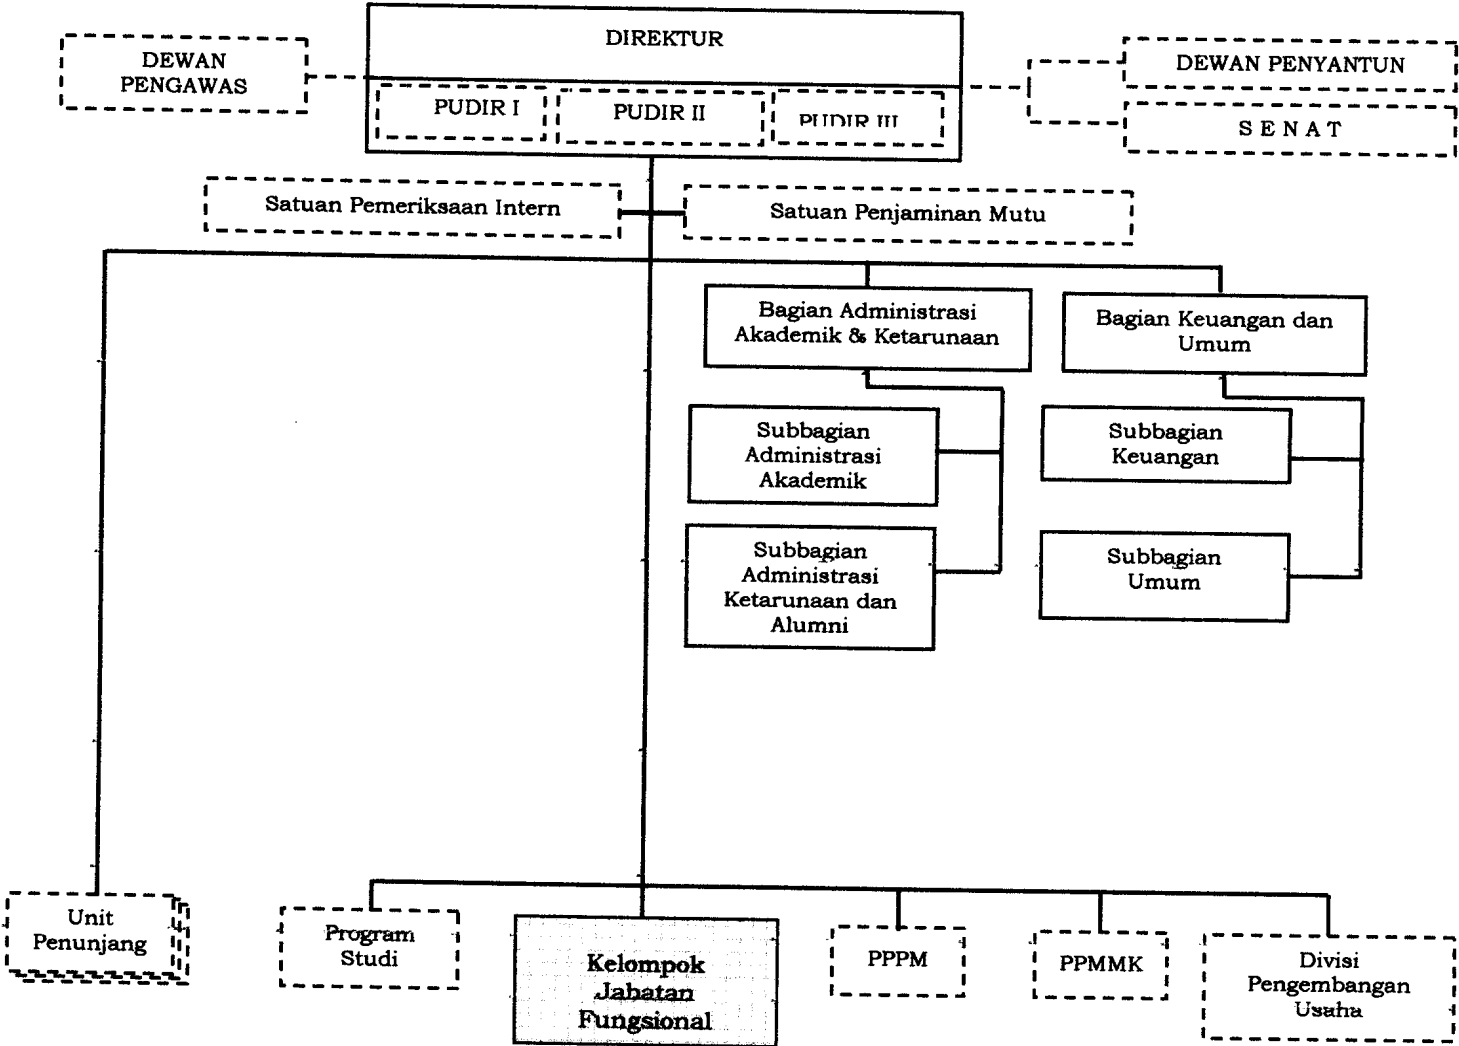 DIREKTUR
DEWAN
PENGAWAS
DEWAN PENYANTUN
PUDIR I
PUDIR II
PUDIR III
S E N A T
Satuan Pemeriksaan Intern
Satuan Penjaminan Mutu
Bagian Administrasi
Akademik & Ketarunaan
Bagian Keuangan dan
Umum
Subbagian
Administrasi
Akademik
Subbagian
Keuangan
Subbagian
Administrasi
Ketarunaan dan
Alumni
Subbagian
Umum
Unit
Penunjang
Program
Studi
Kelompok
Jabatan
Fungsional
PPPM
PPMMK
Divisi
Pengembangan
Usaha